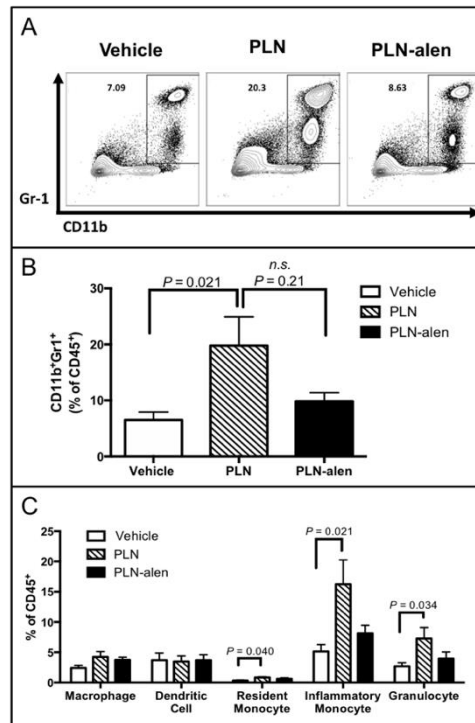 A
Vehicle PLN PLN-alen
7.09 20.3 8.63
Gr-1
CD11b
B
n.s.
P = 0.021 P = 0.21
30
20
10
0
CD11b⁺Gr1⁺
(% of CD45⁺)
Vehicle
PLN
PLN-alen
Vehicle PLN PLN-alen
C
25
20
15
10
5
0
% of CD45⁺
Vehicle
PLN
PLN-alen
P = 0.021
P = 0.034
P = 0.040
Macrophage Dendritic Resident Inflammatory Granulocyte
Cell Monocyte Monocyte